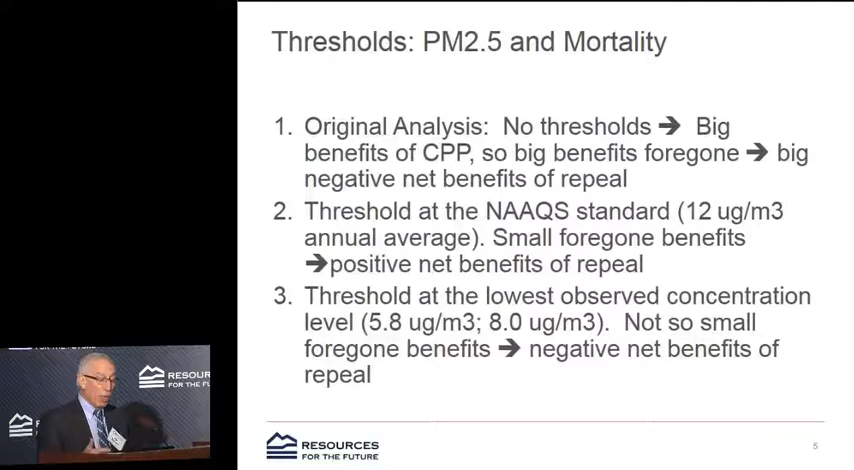 Thresholds: PM2.5 and Mortality
1. Original Analysis: No thresholds ➔ Big
benefits of CPP, so big benefits foregone ➔ big
negative net benefits of repeal
2. Threshold at the NAAQS standard (12 ug/m3
annual average). Small foregone benefits
➔positive net benefits of repeal
3. Threshold at the lowest observed concentration
level (5.8 ug/m3; 8.0 ug/m3). Not so small
foregone benefits ➔ negative net benefits of
repeal
RESOURCES
FOR THE FUTURE
5
FOR THE FUTURE
RESOUR
FOR THE FUT